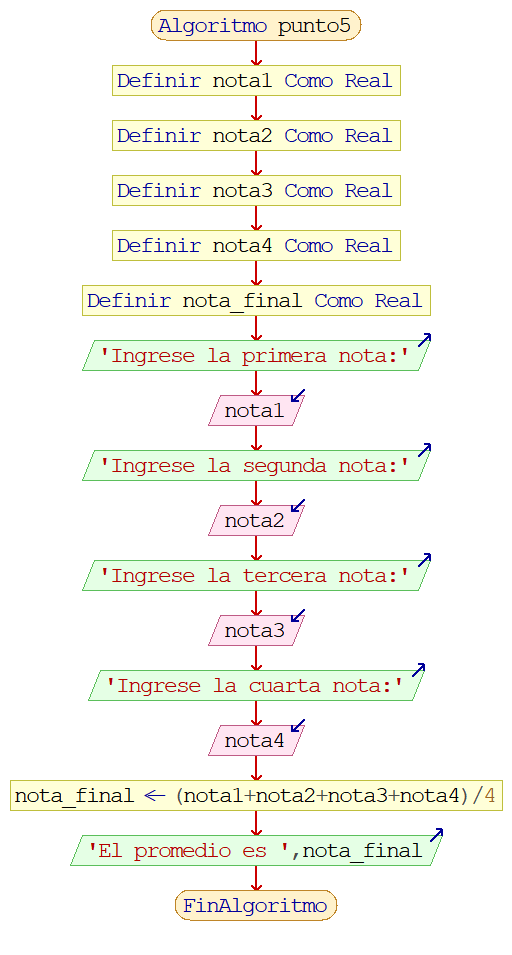 Algoritmo punto5
Definir nota1 Como Real
Definir nota2 Como Real
Definir nota3 Como Real
Definir nota4 Como Real
Definir nota_final Como Real
'Ingrese la primera nota:'
nota1
'Ingrese la segunda nota:'
nota2
'Ingrese la tercera nota:'
nota3
'Ingrese la cuarta nota:'
nota4
nota_final ← (nota1+nota2+nota3+nota4)/4
'El promedio es ',nota_final
FinAlgoritmo